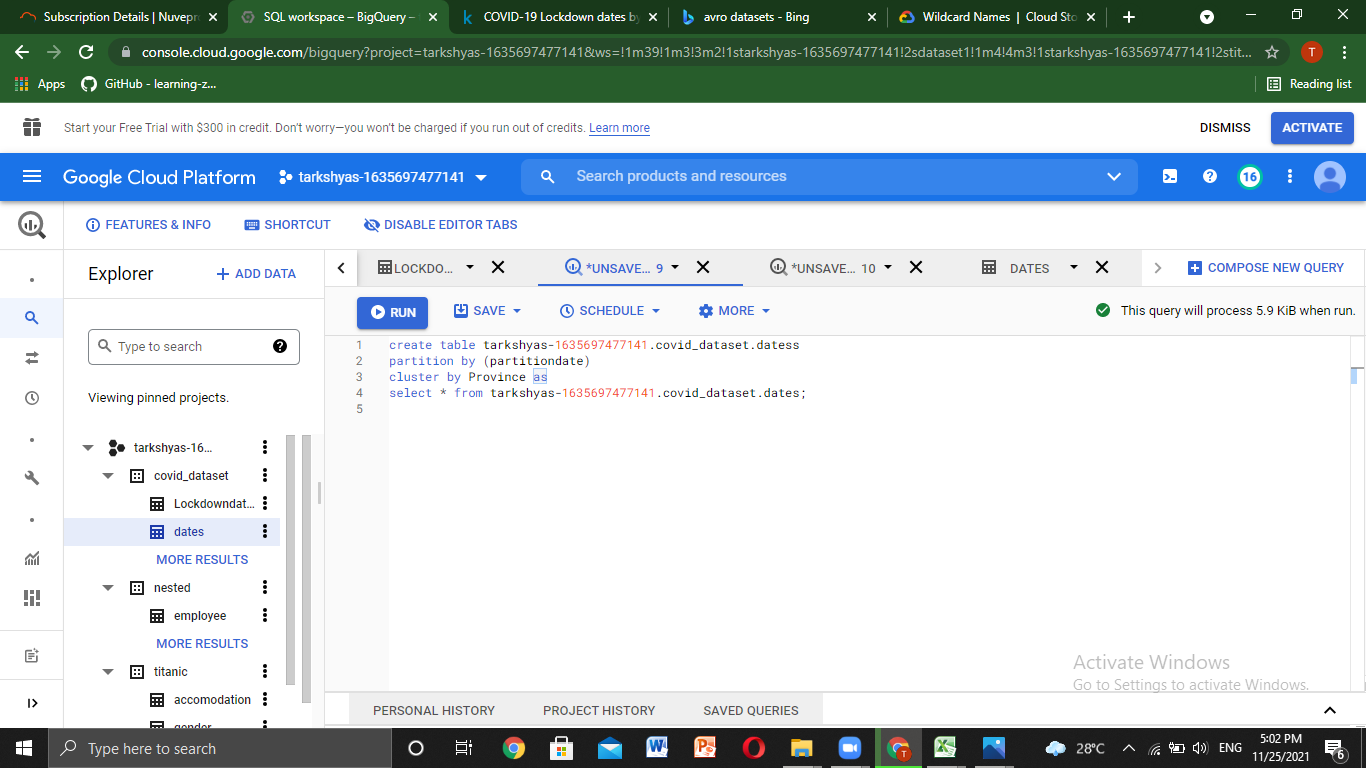 Subscription Details | Nuvepr
SQL workspace – BigQuery –
COVID-19 Lockdown dates by
avro datasets - Bing
Wildcard Names | Cloud Sto
console.cloud.google.com/bigquery?project=tarkshyas-1635697477141&ws=!1m39!1m3!3m2!1starkshyas-1635697477141!2sdataset1!1m4!4m3!1starkshyas-1635697477141!2stit...
T
Apps
GitHub - learning-z...
Reading list
Start your Free Trial with $300 in credit. Don't worry—you won't be charged if you run out of credits. Learn more
DISMISS
ACTIVATE
Google Cloud Platform
tarkshyas-1635697477141
Search products and resources
16
FEATURES & INFO
SHORTCUT
DISABLE EDITOR TABS
Explorer
+ ADD DATA
LOCKDO...
*UNSAVE... 9
*UNSAVE... 10
DATES
COMPOSE NEW QUERY
RUN
SAVE
SCHEDULE
MORE
This query will process 5.9 KiB when run.
Type to search
Viewing pinned projects.
1 create table tarkshyas-1635697477141.covid_dataset.datess
2 partition by (partitiondate)
3 cluster by Province as
4 select * from tarkshyas-1635697477141.covid_dataset.dates;
5
tarkshyas-16...
covid_dataset
Lockdowndat...
dates
MORE RESULTS
nested
employee
MORE RESULTS
titanic
accomodation
gender
Activate Windows
Go to Settings to activate Windows.
PERSONAL HISTORY
PROJECT HISTORY
SAVED QUERIES
Type here to search
28°C
ENG
5:02 PM
11/25/2021
6